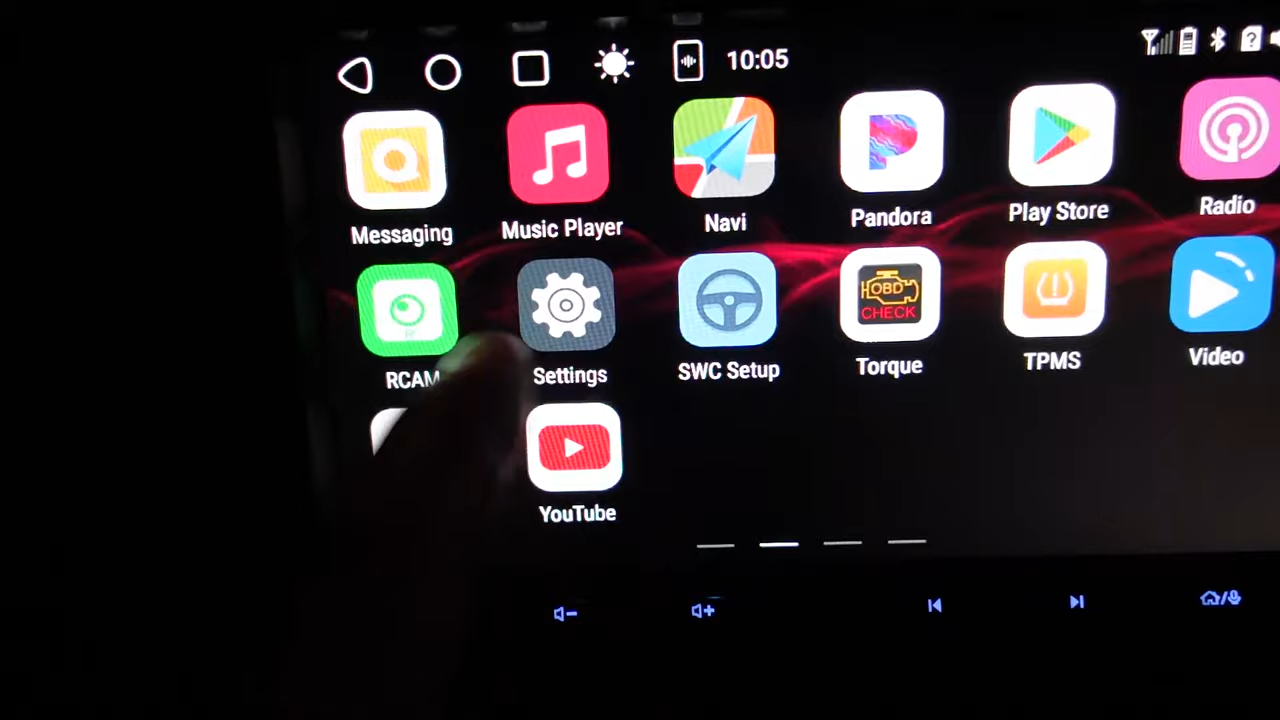 10:05
Messaging
Music Player
Navi
Pandora
Play Store
Radio
RCAM
Settings
SWC Setup
OBD
CHECK
Torque
TPMS
Video
YouTube